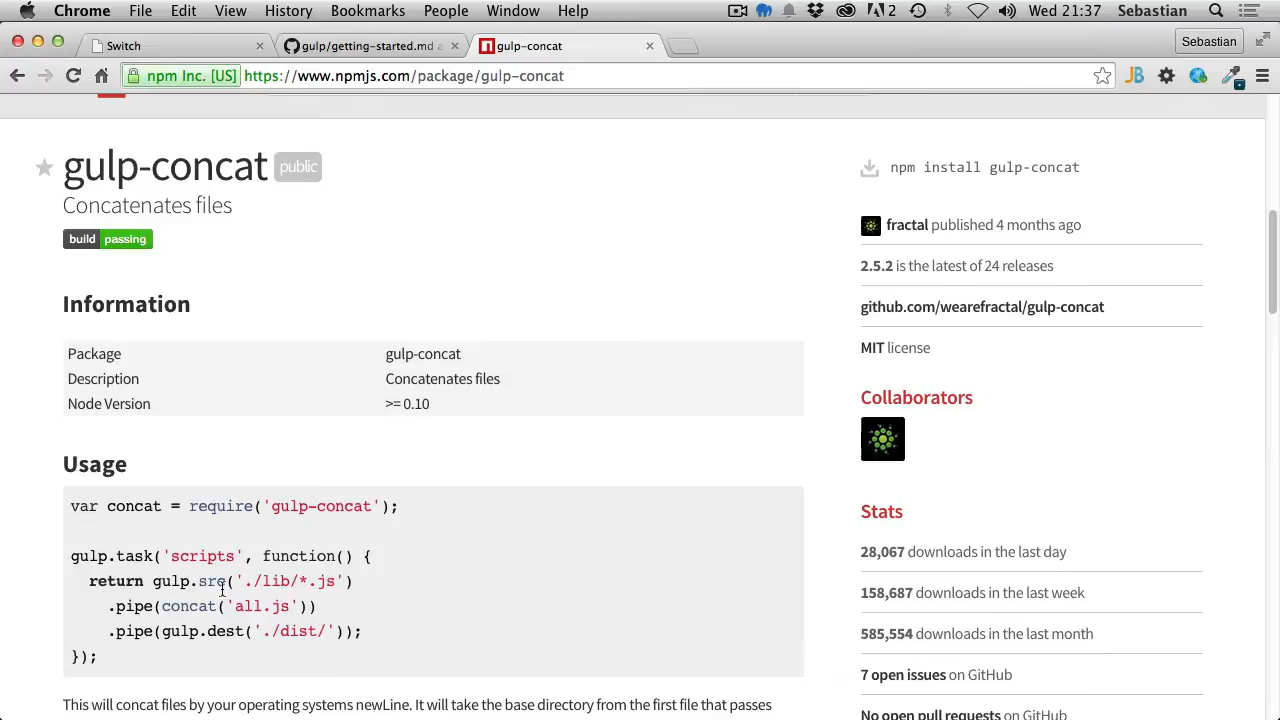 Chrome File Edit View History Bookmarks People Window Help 2 Wed 21:37 Sebastian
Switch gulp/getting-started.md a gulp-concat Sebastian
npm Inc. [US] https://www.npmjs.com/package/gulp-concat JB
gulp-concat public
Concatenates files
build passing
Information
Package gulp-concat
Description Concatenates files
Node Version >= 0.10
Usage
var concat = require('gulp-concat');
gulp.task('scripts', function() {
return gulp.src('./lib/*.js')
.pipe(concat('all.js'))
.pipe(gulp.dest('./dist/'));
});
This will concat files by your operating systems newLine. It will take the base directory from the first file that passes
npm install gulp-concat
fractal published 4 months ago
2.5.2 is the latest of 24 releases
github.com/wearefractal/gulp-concat
MIT license
Collaborators
Stats
28,067 downloads in the last day
158,687 downloads in the last week
585,554 downloads in the last month
7 open issues on GitHub
No open pull requests on GitHub